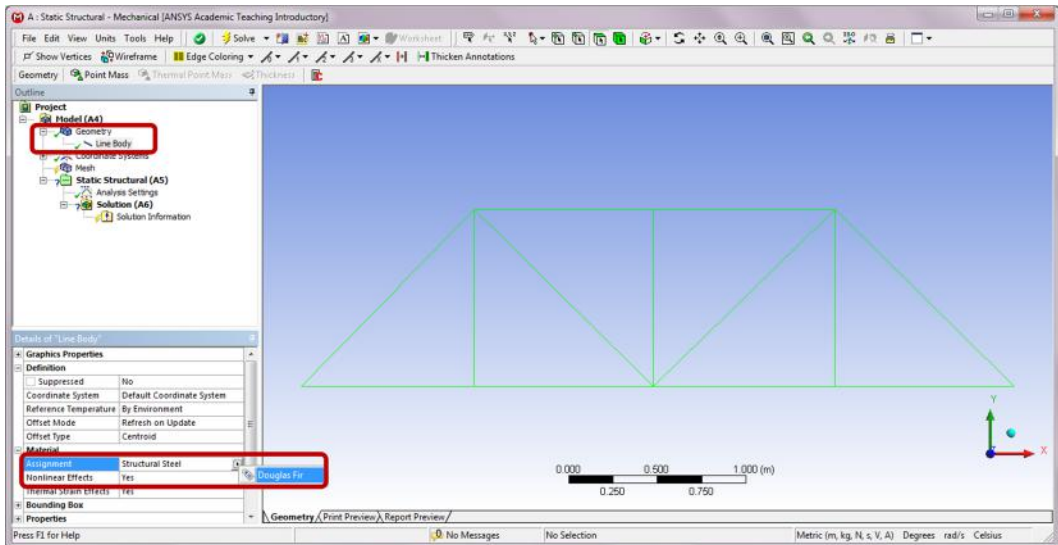 A : Static Structural - Mechanical [ANSYS Academic Teaching Introductory]
File Edit View Units Tools Help Solve Worksheet
Show Vertices Wireframe Edge Coloring Thicken Annotations
Geometry Point Mass Thermal Point Mass Thickness
Outline
Project
Model (A4)
Geometry
Line Body
Coordinate Systems
Mesh
Static Structural (A5)
Analysis Settings
Solution (A6)
Solution Information
Details of "Line Body"
Graphics Properties
Definition
Suppressed No
Coordinate System Default Coordinate System
Reference Temperature By Environment
Offset Mode Refresh on Update
Offset Type Centroid
Material
Assignment Structural Steel
Douglas Fir
Nonlinear Effects Yes
Thermal Strain Effects Yes
Bounding Box
Properties
Y
X
0.000 0.500 1.000 (m)
0.250 0.750
Geometry Print Preview Report Preview
Press F1 for Help 0 No Messages No Selection Metric (m, kg, N, s, V, A) Degrees rad/s Celsius